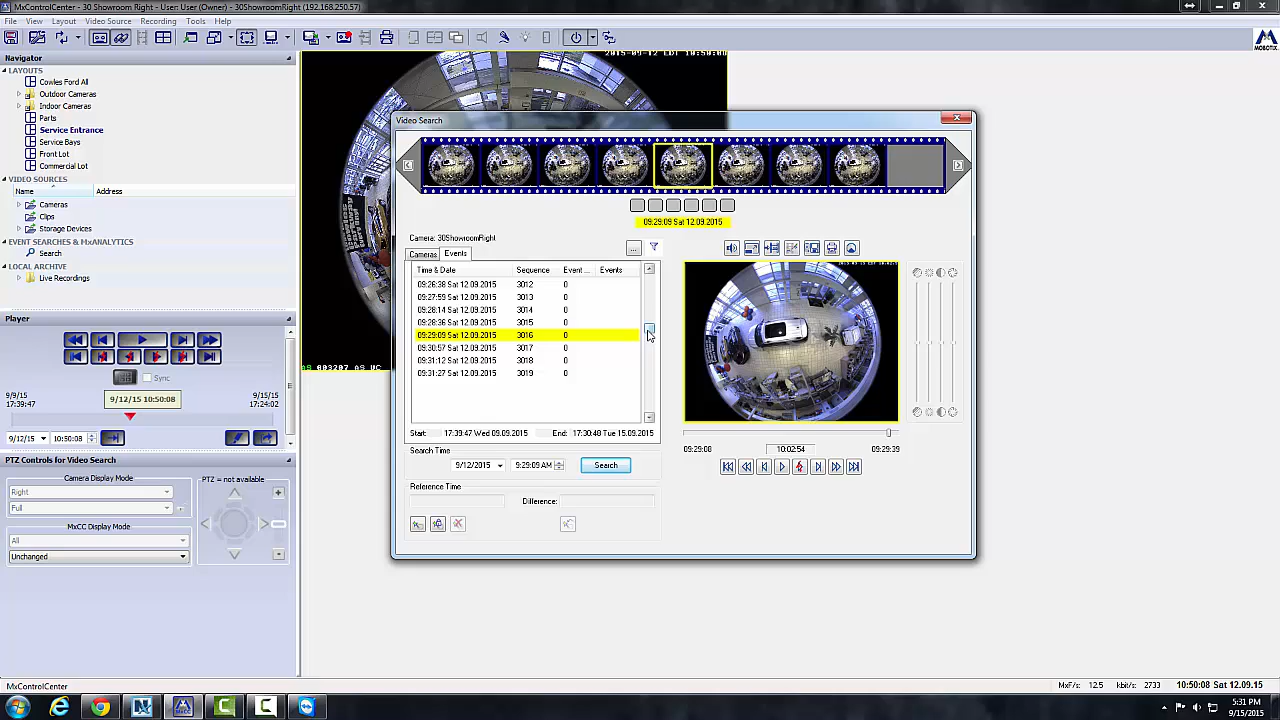 MxControlCenter - 30 Showroom Right - User: User (Owner) - 30ShowroomRight (192.168.250.57)
File View Layout Video Source Recording Tools Help
MOBOTIX
Navigator
LAYOUTS
Cowles Ford All
Outdoor Cameras
Indoor Cameras
Parts
Service Entrance
Service Bays
Front Lot
Commercial Lot
VIDEO SOURCES
Name Address
Cameras
Clips
Storage Devices
EVENT SEARCHES & MxANALYTICS
Search
LOCAL ARCHIVE
Live Recordings
Player
Sync
9/9/15
17:39:47
9/12/15 10:50:08
9/15/15
17:24:02
9/12/15 10:50:08
PTZ Controls for Video Search
Camera Display Mode
Right
Full
MxCC Display Mode
All
Unchanged
PTZ = not available
2015-09-12 EDT 10:50:08
Video Search
09:29:09 Sat 12.09.2015
Camera: 30ShowroomRight
Cameras Events
Time & Date Sequence Event ... Events
09:26:38 Sat 12.09.2015 3012 0
09:27:59 Sat 12.09.2015 3013 0
09:28:14 Sat 12.09.2015 3014 0
09:28:36 Sat 12.09.2015 3015 0
09:29:09 Sat 12.09.2015 3016 0
09:30:57 Sat 12.09.2015 3017 0
09:31:12 Sat 12.09.2015 3018 0
09:31:27 Sat 12.09.2015 3019 0
Start: 17:39:47 Wed 09.09.2015 End: 17:30:48 Tue 15.09.2015
Search Time
9/12/2015 9:29:09 AM Search
Reference Time
Difference:
09:29:08 10:02:54 09:29:39
MxControlCenter
MxF/s: 12.5 kbit/s: 2733 10:50:08 Sat 12.09.15
5:31 PM
9/15/2015